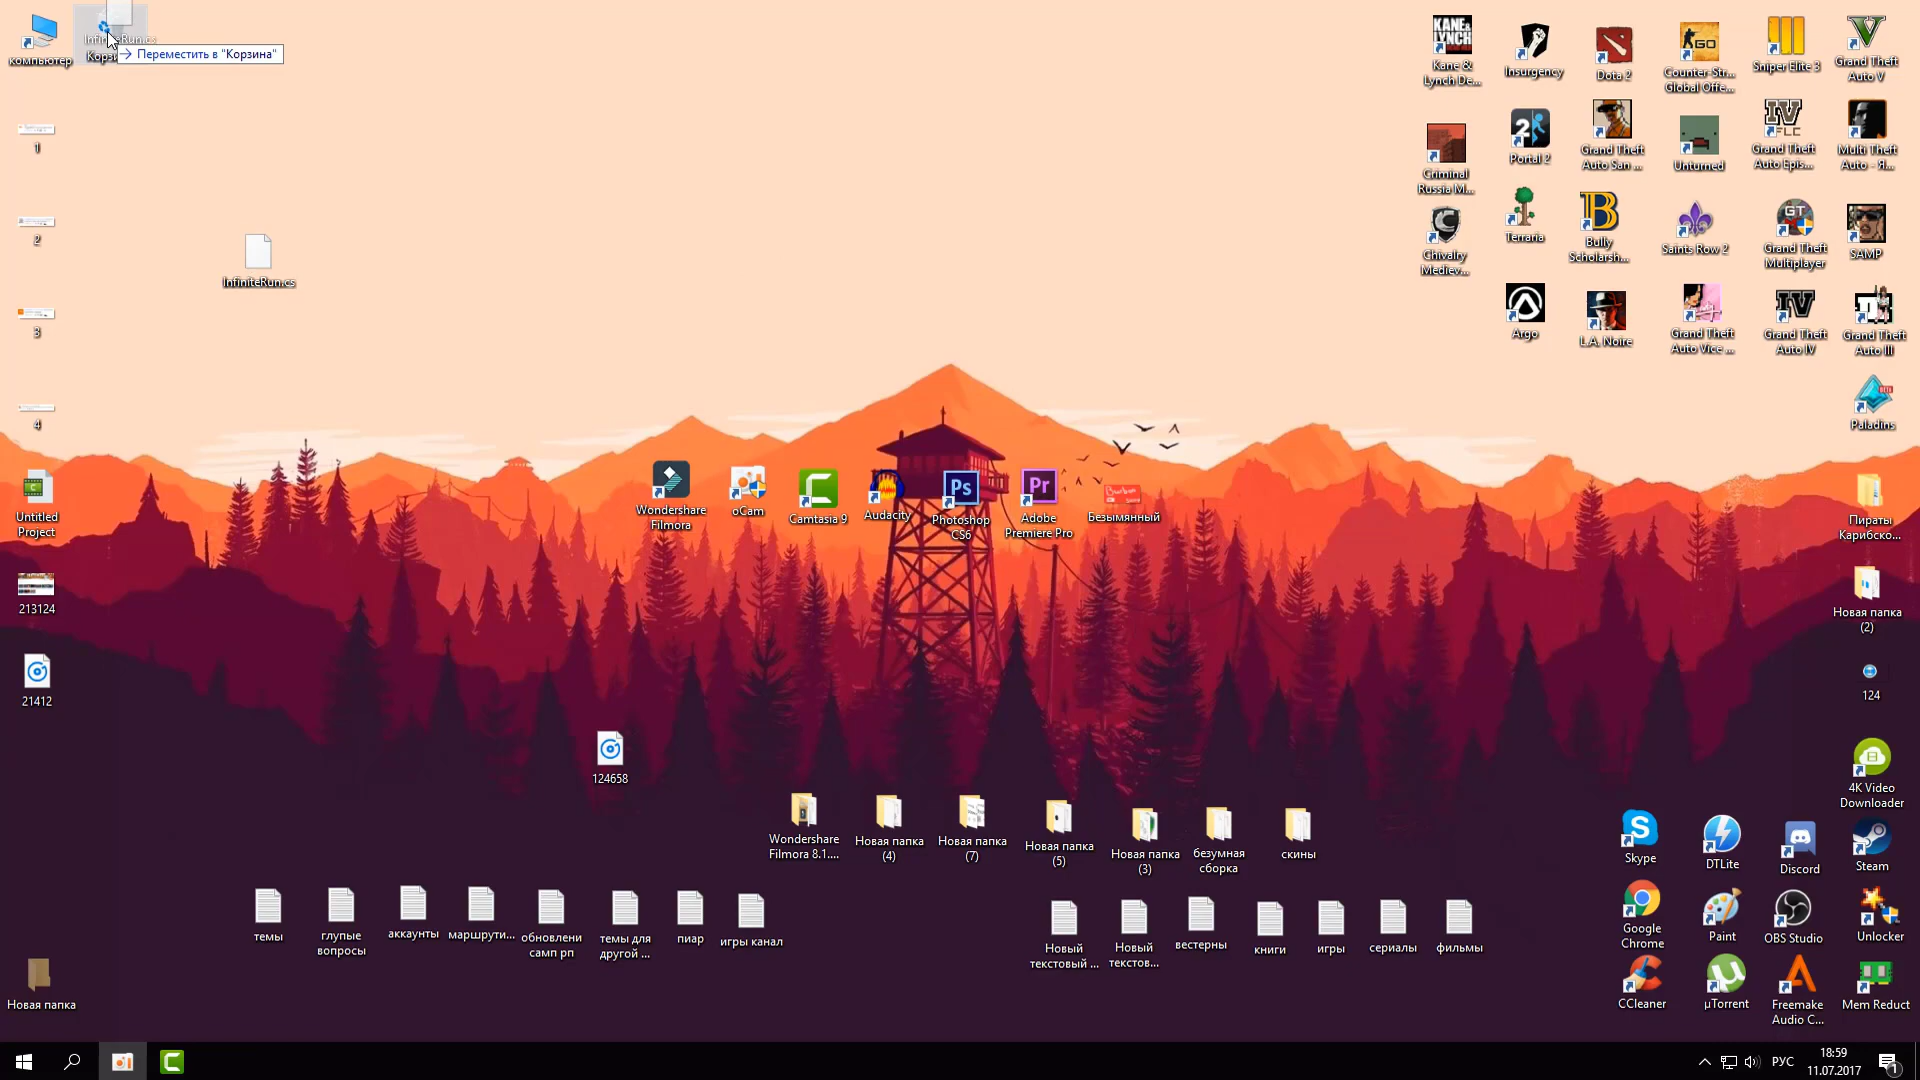 компьютер
InfiniteRun.cs
Переместить в "Корзина"
1
2
InfiniteRun.cs
3
4
Untitled
Project
213124
21412
Новая папка
Kane &
Lynch De...
Insurgency
Dota 2
Counter-Str...
Global Offe...
Sniper Elite 3
Grand Theft
Auto V
Criminal
Russia M...
Portal 2
Grand Theft
Auto San ...
Unturned
Grand Theft
Auto Epis...
Multi Theft
Auto - Я...
Chivalry
Mediev...
Terraria
Bully
Scholarsh...
Saints Row 2
Grand Theft
Multiplayer
SAMP
Argo
L.A. Noire
Grand Theft
Auto Vice ...
Grand Theft
Auto IV
Grand Theft
Auto III
Paladins
Wondershare
Filmora
oCam
Camtasia 9
Audacity
Photoshop
CS6
Adobe
Premiere Pro
Безымянный
Пираты
Карибско...
Новая папка
(2)
124
4K Video
Downloader
124658
Wondershare
Filmora 8.1....
Новая папка
(4)
Новая папка
(7)
Новая папка
(5)
Новая папка
(3)
безумная
сборка
скины
Skype
DTLite
Discord
Steam
темы
глупые
вопросы
аккаунты
маршрути...
обновлени
самп рп
темы для
другой ...
пиар
игры канал
Новый
текстовый ...
Новый
текстов...
вестерны
книги
игры
сериалы
фильмы
Google
Chrome
Paint
OBS Studio
Unlocker
CCleaner
µTorrent
Freemake
Audio C...
Mem Reduct
РУС
18:59
11.07.2017
1